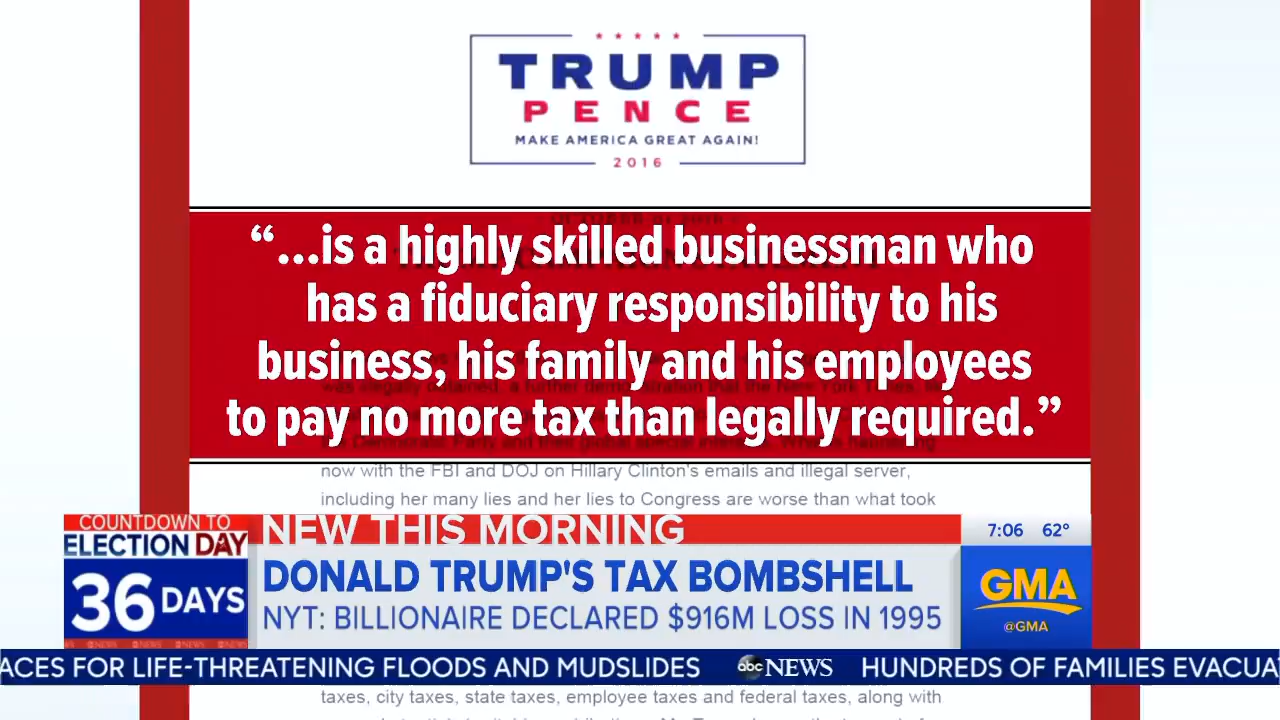 TRUMP
PENCE
MAKE AMERICA GREAT AGAIN!
2016
“...is a highly skilled businessman who
has a fiduciary responsibility to his
business, his family and his employees
to pay no more tax than legally required.”
now with the FBI and DOJ on Hillary Clinton's emails and illegal server,
including her many lies and her lies to Congress are worse than what took
COUNTDOWN TO
ELECTION DAY
36 DAYS
NEW THIS MORNING
DONALD TRUMP'S TAX BOMBSHELL
NYT: BILLIONAIRE DECLARED $916M LOSS IN 1995
7:06 62°
GMA
@GMA
ACES FOR LIFE-THREATENING FLOODS AND MUDSLIDES abc NEWS HUNDREDS OF FAMILIES EVACUA
taxes, city taxes, state taxes, employee taxes and federal taxes, along with